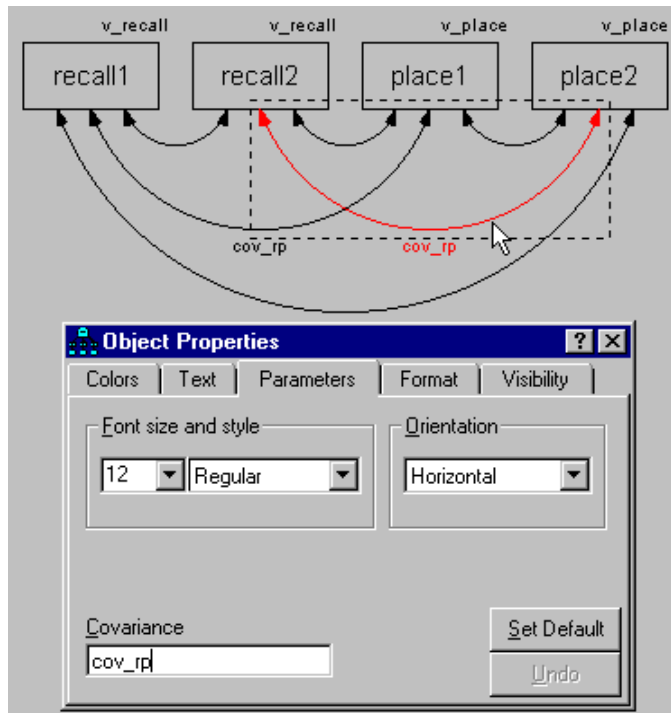 v_recall v_recall v_place v_place
recall1 recall2 place1 place2
cov_rp cov_rp
Object Properties ? ×
Colors Text Parameters Format Visibility
Font size and style Orientation
12 Regular Horizontal
Covariance Set Default
cov_rp Undo